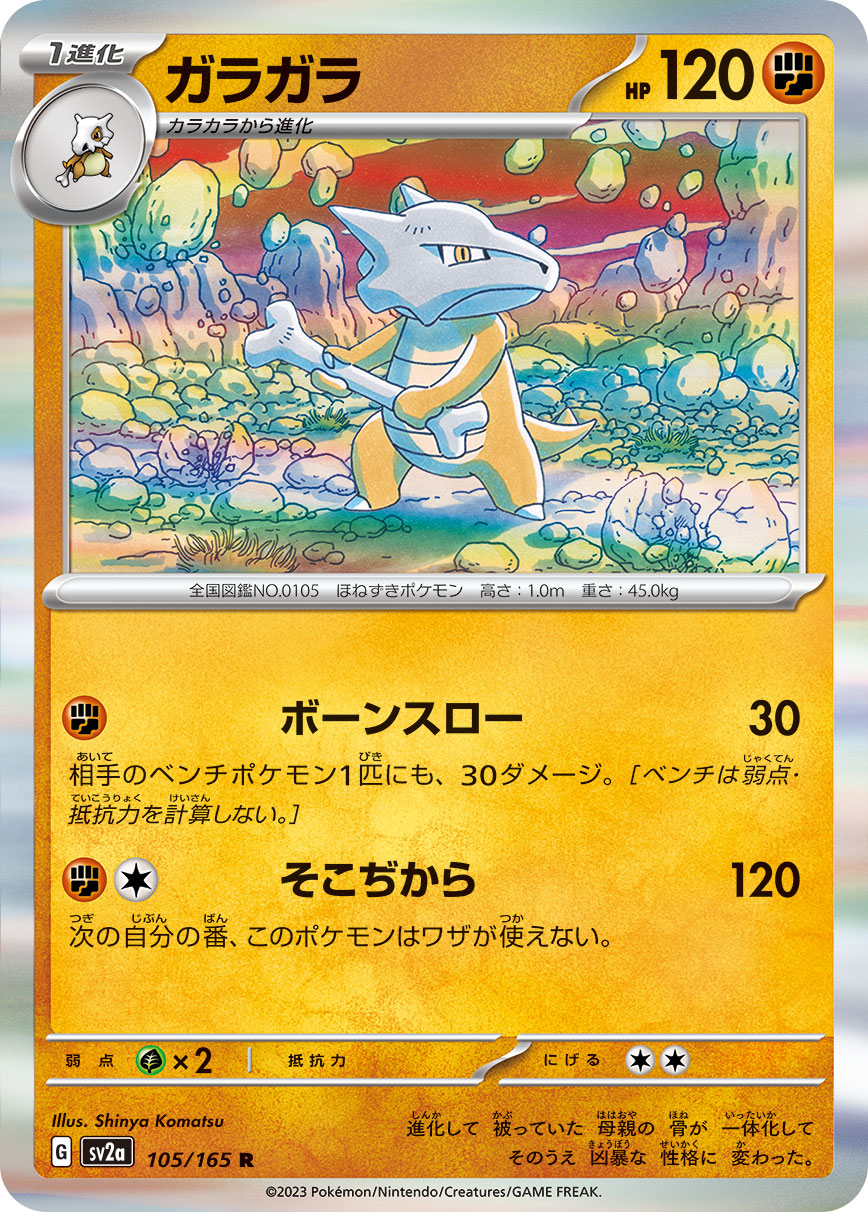 1進化
ガラガラ
HP 120
カラカラから進化
全国図鑑NO.0105 ほねずきポケモン 高さ：1.0m 重さ：45.0kg
ボーンスロー 30
相手のベンチポケモン1匹にも、30ダメージ。［ベンチは弱点・
抵抗力を計算しない。］
そこぢから 120
次の自分の番、このポケモンはワザが使えない。
弱点 ×2 抵抗力 にげる
Illus. Shinya Komatsu
進化して 被っていた 母親の 骨が 一体化して
そのうえ 凶暴な 性格に 変わった。
G sv2a 105/165 R
©2023 Pokémon/Nintendo/Creatures/GAME FREAK.